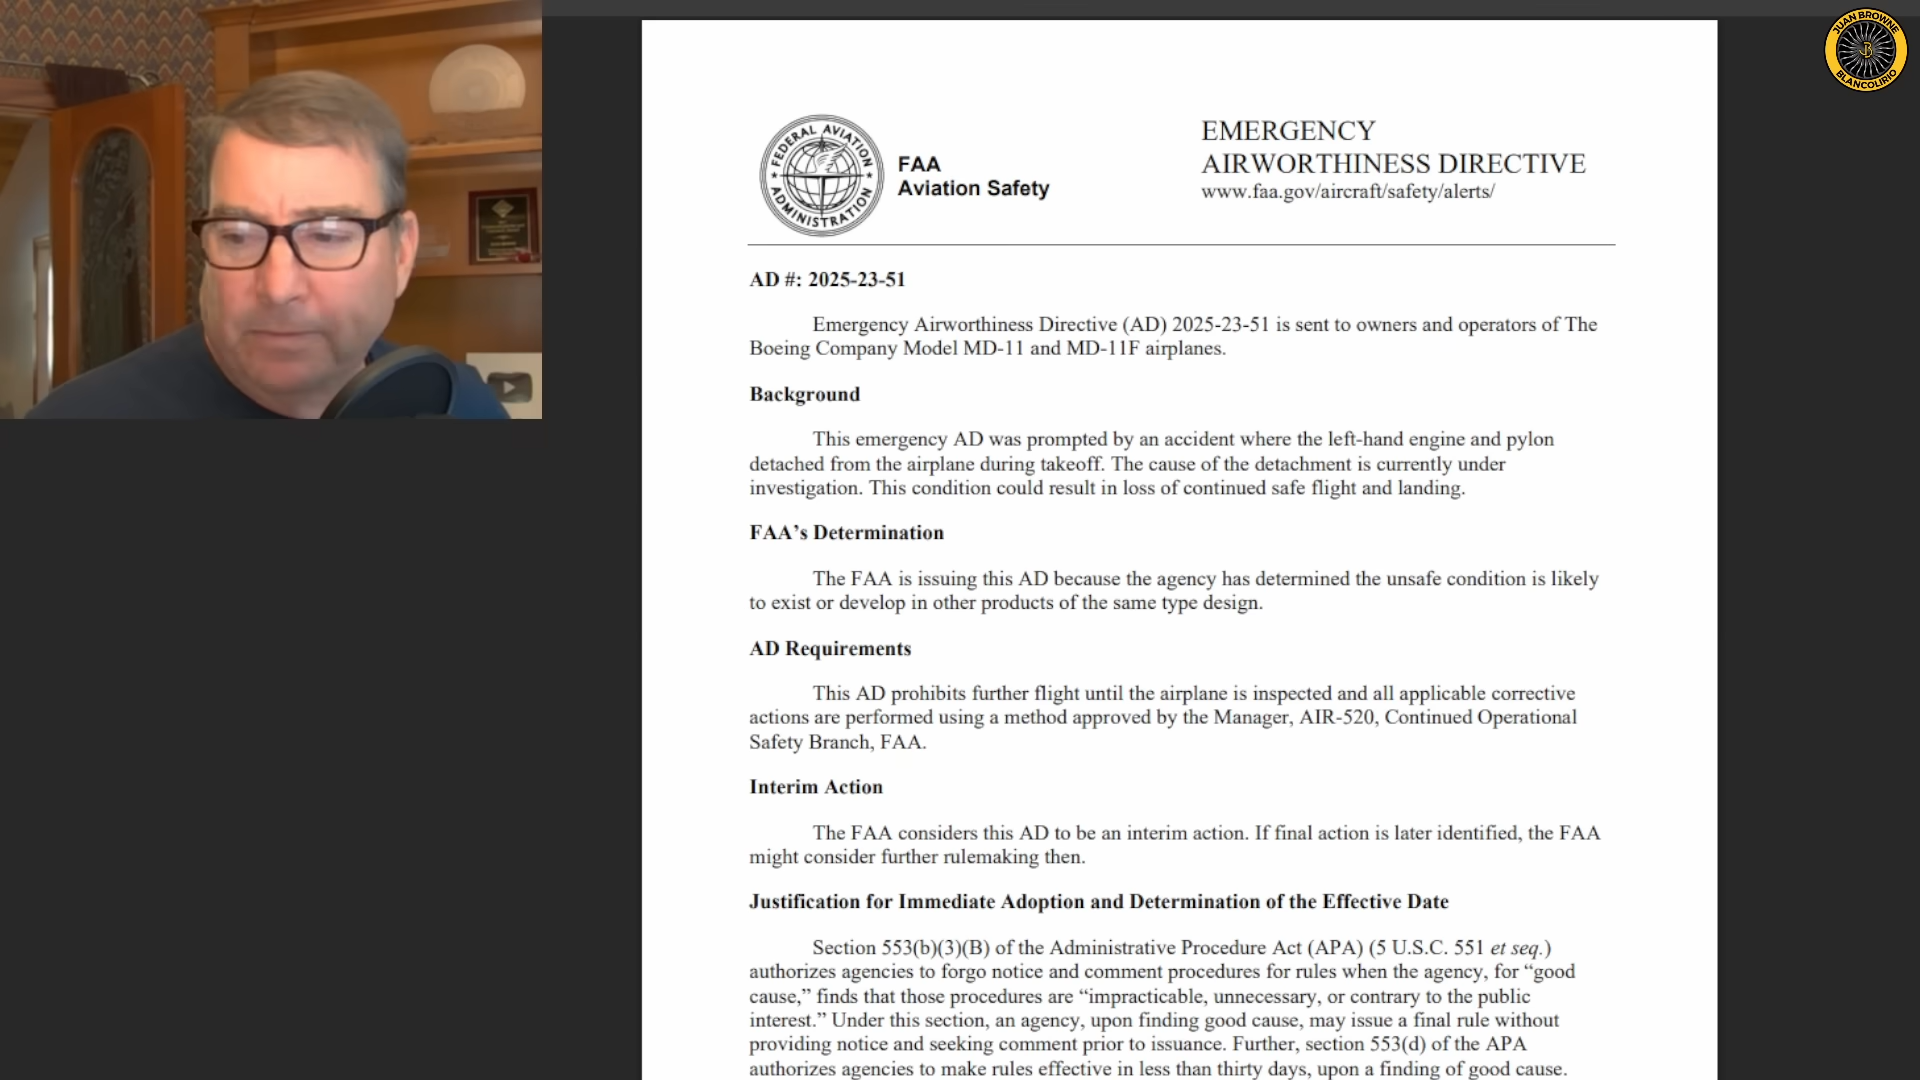 JUAN BROWNE
JB
BLANCOLIRIO
FEDERAL AVIATION
ADMINISTRATION
FAA
Aviation Safety
EMERGENCY
AIRWORTHINESS DIRECTIVE
www.faa.gov/aircraft/safety/alerts/
AD #: 2025-23-51
Emergency Airworthiness Directive (AD) 2025-23-51 is sent to owners and operators of The
Boeing Company Model MD-11 and MD-11F airplanes.
Background
This emergency AD was prompted by an accident where the left-hand engine and pylon
detached from the airplane during takeoff. The cause of the detachment is currently under
investigation. This condition could result in loss of continued safe flight and landing.
FAA’s Determination
The FAA is issuing this AD because the agency has determined the unsafe condition is likely
to exist or develop in other products of the same type design.
AD Requirements
This AD prohibits further flight until the airplane is inspected and all applicable corrective
actions are performed using a method approved by the Manager, AIR-520, Continued Operational
Safety Branch, FAA.
Interim Action
The FAA considers this AD to be an interim action. If final action is later identified, the FAA
might consider further rulemaking then.
Justification for Immediate Adoption and Determination of the Effective Date
Section 553(b)(3)(B) of the Administrative Procedure Act (APA) (5 U.S.C. 551 et seq.)
authorizes agencies to forgo notice and comment procedures for rules when the agency, for “good
cause,” finds that those procedures are “impracticable, unnecessary, or contrary to the public
interest.” Under this section, an agency, upon finding good cause, may issue a final rule without
providing notice and seeking comment prior to issuance. Further, section 553(d) of the APA
authorizes agencies to make rules effective in less than thirty days, upon a finding of good cause.